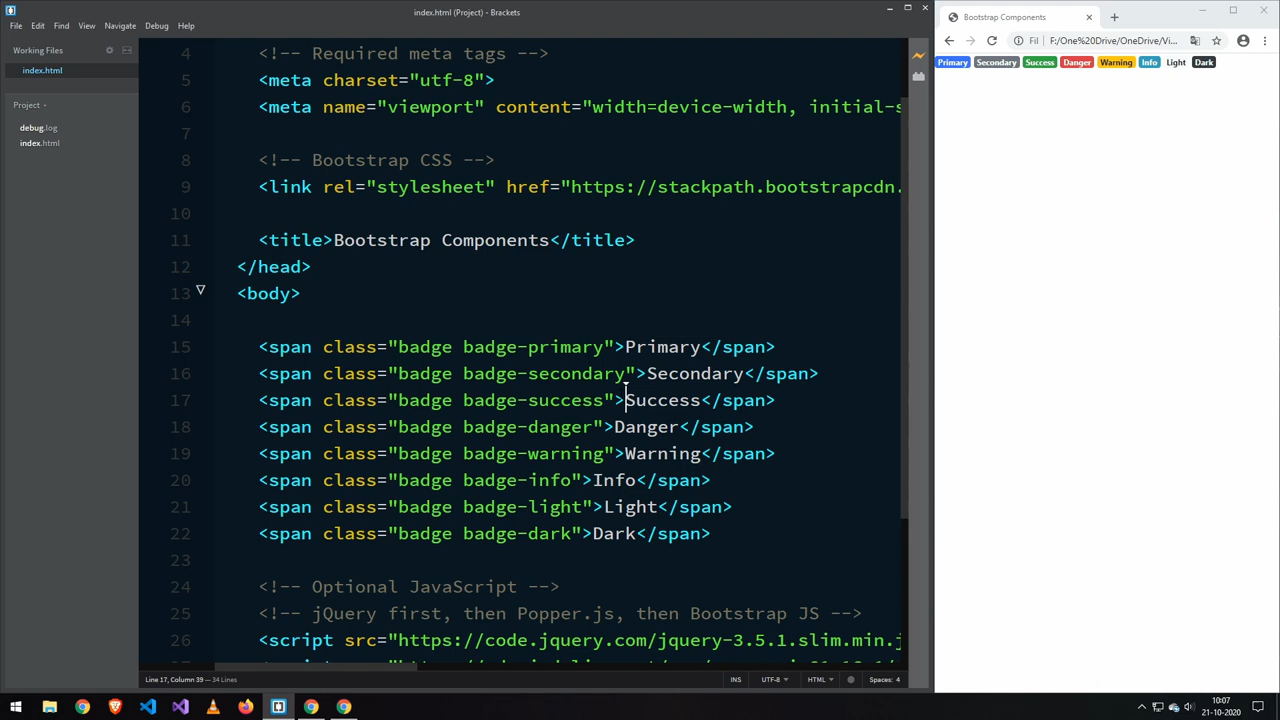 index.html (Project) - Brackets
File Edit Find View Navigate Debug Help
Working Files
index.html
Project
debug.log
index.html
4 <!-- Required meta tags -->
5 <meta charset="utf-8">
6 <meta name="viewport" content="width=device-width, initial-s
7
8 <!-- Bootstrap CSS -->
9 <link rel="stylesheet" href="https://stackpath.bootstrapcdn.
10
11 <title>Bootstrap Components</title>
12 </head>
13 <body>
14
15 <span class="badge badge-primary">Primary</span>
16 <span class="badge badge-secondary">Secondary</span>
17 <span class="badge badge-success">Success</span>
18 <span class="badge badge-danger">Danger</span>
19 <span class="badge badge-warning">Warning</span>
20 <span class="badge badge-info">Info</span>
21 <span class="badge badge-light">Light</span>
22 <span class="badge badge-dark">Dark</span>
23
24 <!-- Optional JavaScript -->
25 <!-- jQuery first, then Popper.js, then Bootstrap JS -->
26 <script src="https://code.jquery.com/jquery-3.5.1.slim.min.j
Line 17, Column 39 — 34 Lines
INS UTF-8 HTML Spaces: 4
Bootstrap Components
Fil F:/One%20Drive/OneDrive/Vi...
Primary Secondary Success Danger Warning Info Light Dark
10:07
21-10-2020